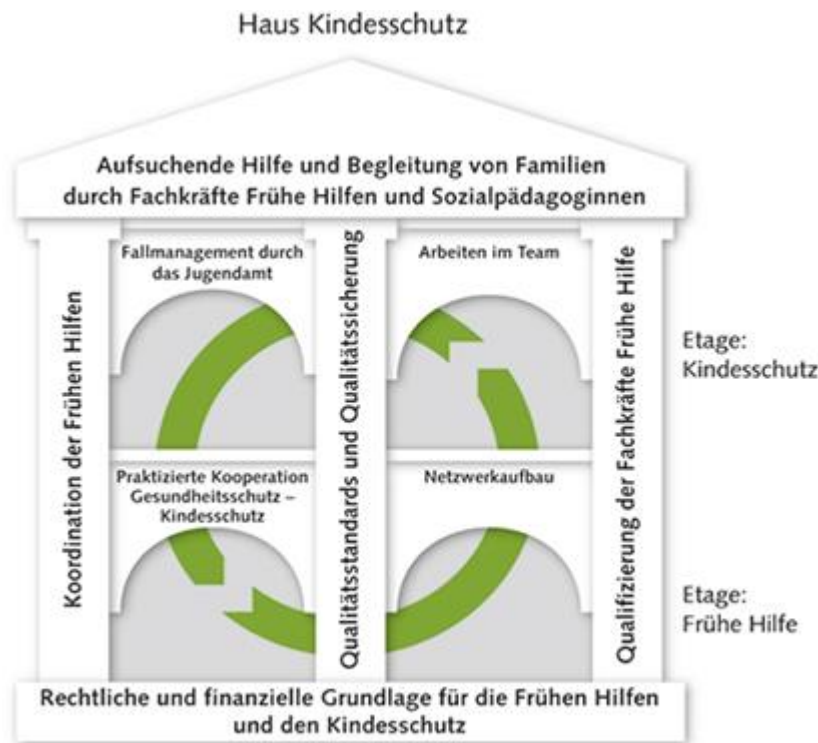 Haus Kindesschutz
Aufsuchende Hilfe und Begleitung von Familien
durch Fachkräfte Frühe Hilfen und Sozialpädagoginnen
Koordination der Frühen Hilfen
Fallmanagement durch
das Jugendamt
Qualitätsstandards und Qualitätssicherung
Arbeiten im Team
Qualifizierung der Fachkräfte Frühe Hilfe
Etage:
Kindesschutz
Praktizierte Kooperation
Gesundheitsschutz –
Kindesschutz
Netzwerkaufbau
Etage:
Frühe Hilfe
Rechtliche und finanzielle Grundlage für die Frühen Hilfen
und den Kindesschutz